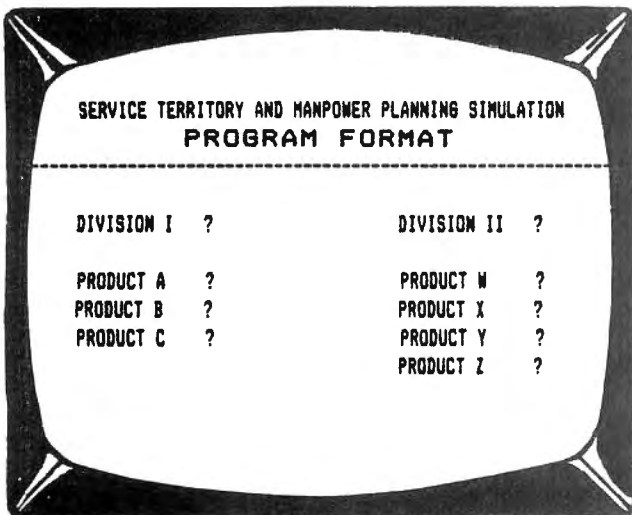 SERVICE TERRITORY AND MANPOWER PLANNING SIMULATION
PROGRAM FORMAT
DIVISION I ? DIVISION II ?
PRODUCT A ? PRODUCT W ?
PRODUCT B ? PRODUCT X ?
PRODUCT C ? PRODUCT Y ?
PRODUCT Z ?